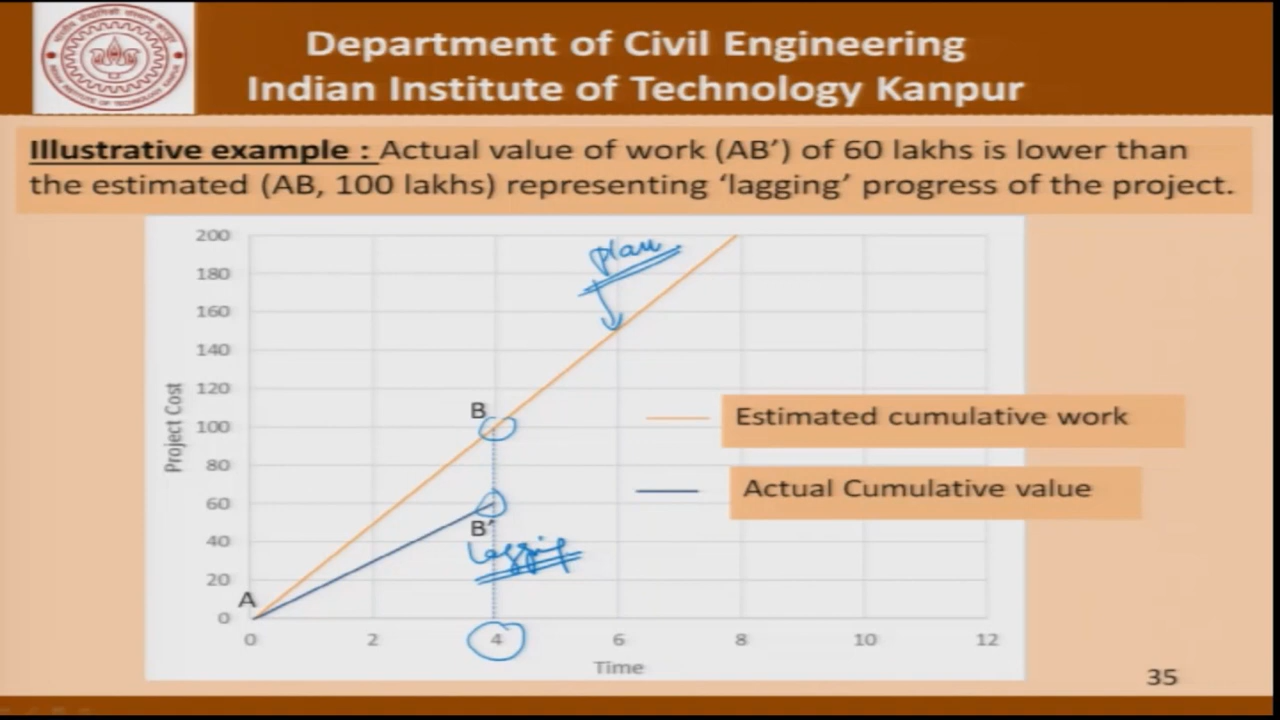 Department of Civil Engineering
Indian Institute of Technology Kanpur
Illustrative example : Actual value of work (AB’) of 60 lakhs is lower than
the estimated (AB, 100 lakhs) representing ‘lagging’ progress of the project.
200
180
160
140
120
100
80
60
40
20
0
Project Cost
plan
B
B’
lagging
A
Estimated cumulative work
Actual Cumulative value
0 2 4 6 8 10 12
Time
35